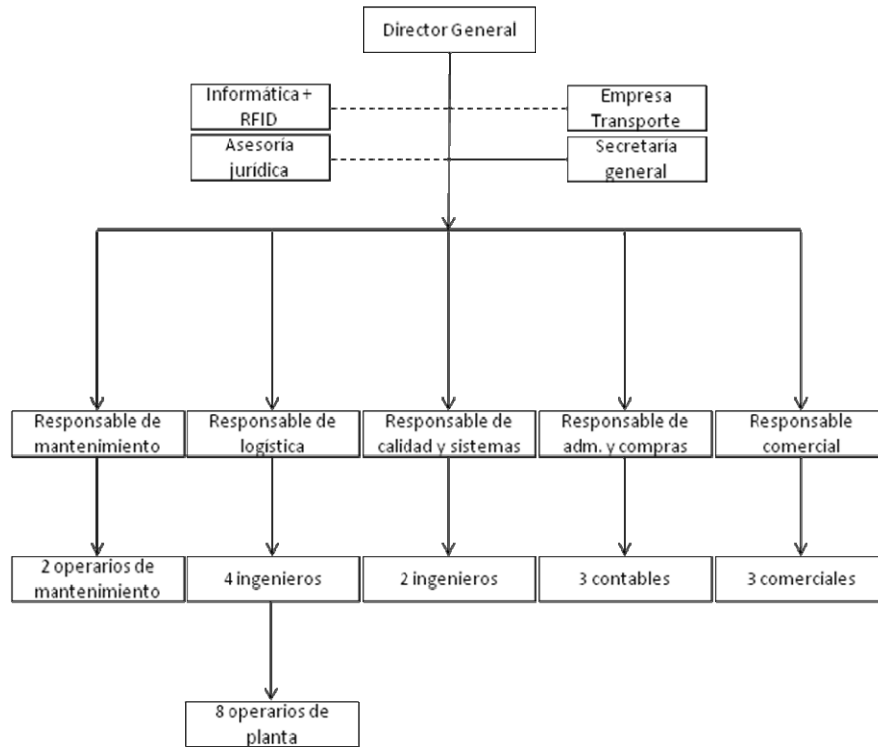 Director General
Informática +
RFID
Empresa
Transporte
Asesoría
jurídica
Secretaría
general
Responsable de
mantenimiento
Responsable de
logística
Responsable de
calidad y sistemas
Responsable de
adm. y compras
Responsable
comercial
2 operarios de
mantenimiento
4 ingenieros
2 ingenieros
3 contables
3 comerciales
8 operarios de
planta